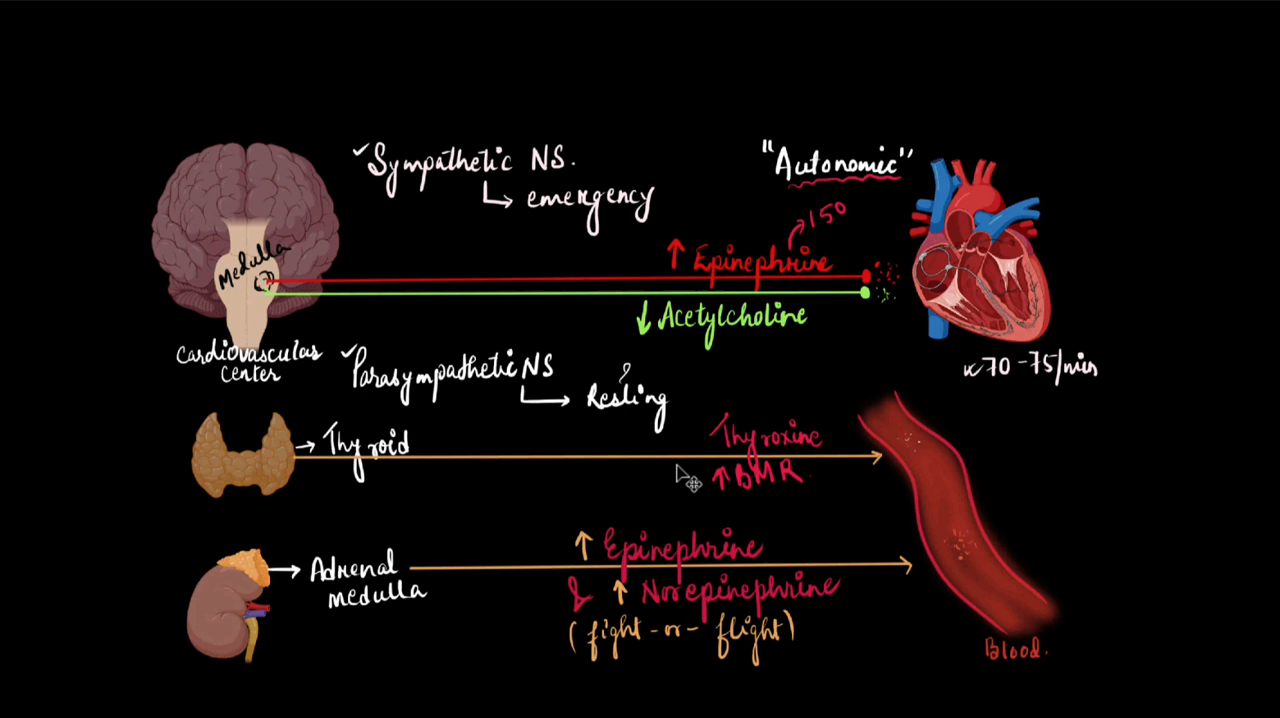 ✓Sympathetic NS.
↳ emergency
"Autonomic"
150
↑ Epinephrine
Medulla
↓ Acetylcholine
Cardiovascular
Center
✓Parasympathetic NS
↳ Resting
70-75/min
→ Thyroid
Thyroxine
↑ BMR
→ Adrenal
medulla
↑ Epinephrine
& ↑ Norepinephrine
(fight-or-flight)
Blood.